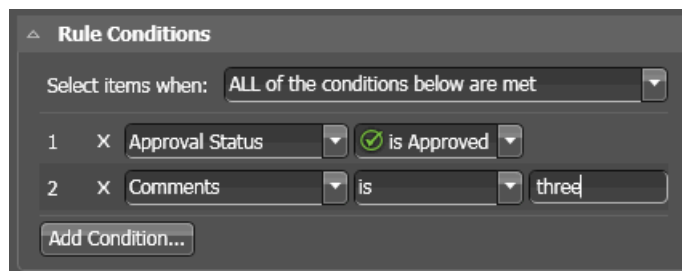 Rule Conditions
Select items when: ALL of the conditions below are met
1 X Approval Status is Approved
2 X Comments is three
Add Condition...